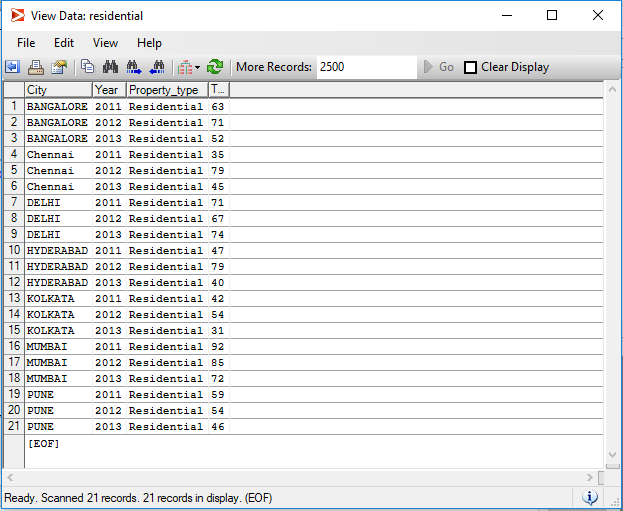 View Data: residential
File Edit View Help
More Records: 2500 Go Clear Display
City Year Property_type T...
1 BANGALORE 2011 Residential 63
2 BANGALORE 2012 Residential 71
3 BANGALORE 2013 Residential 52
4 Chennai 2011 Residential 35
5 Chennai 2012 Residential 79
6 Chennai 2013 Residential 45
7 DELHI 2011 Residential 71
8 DELHI 2012 Residential 67
9 DELHI 2013 Residential 74
10 HYDERABAD 2011 Residential 47
11 HYDERABAD 2012 Residential 79
12 HYDERABAD 2013 Residential 40
13 KOLKATA 2011 Residential 42
14 KOLKATA 2012 Residential 54
15 KOLKATA 2013 Residential 31
16 MUMBAI 2011 Residential 92
17 MUMBAI 2012 Residential 85
18 MUMBAI 2013 Residential 72
19 PUNE 2011 Residential 59
20 PUNE 2012 Residential 54
21 PUNE 2013 Residential 46
[EOF]
Ready. Scanned 21 records. 21 records in display. (EOF)